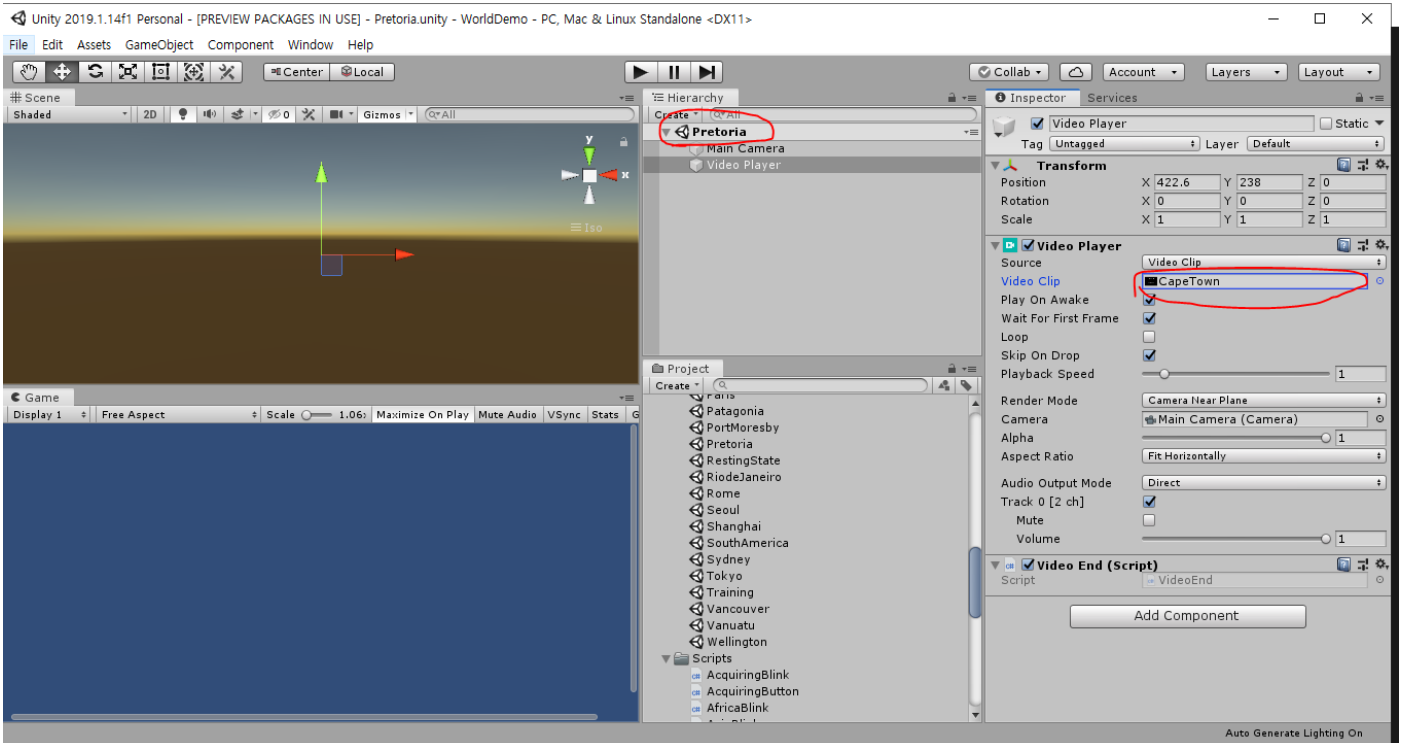 Unity 2019.1.14f1 Personal - [PREVIEW PACKAGES IN USE] - Pretoria.unity - WorldDemo - PC, Mac & Linux Standalone <DX11>
File Edit Assets GameObject Component Window Help
Center Local Collab Account Layers Layout
# Scene
Shaded 2D 0 Gizmos All
y
x
Iso
Game
Display 1 Free Aspect Scale 1.06 Maximize On Play Mute Audio VSync Stats G
Hierarchy
Create All
Pretoria
Main Camera
Video Player
Project
Create
Paris
Patagonia
PortMoresby
Pretoria
RestingState
RiodeJaneiro
Rome
Seoul
Shanghai
SouthAmerica
Sydney
Tokyo
Training
Vancouver
Vanuatu
Wellington
Scripts
AcquiringBlink
AcquiringButton
AfricaBlink
Inspector Services
Video Player Static
Tag Untagged Layer Default
Transform
Position X 422.6 Y 238 Z 0
Rotation X 0 Y 0 Z 0
Scale X 1 Y 1 Z 1
Video Player
Source Video Clip
Video Clip CapeTown
Play On Awake
Wait For First Frame
Loop
Skip On Drop
Playback Speed 1
Render Mode Camera Near Plane
Camera Main Camera (Camera)
Alpha 1
Aspect Ratio Fit Horizontally
Audio Output Mode Direct
Track 0 [2 ch]
Mute
Volume 1
Video End (Script)
Script VideoEnd
Add Component
Auto Generate Lighting On